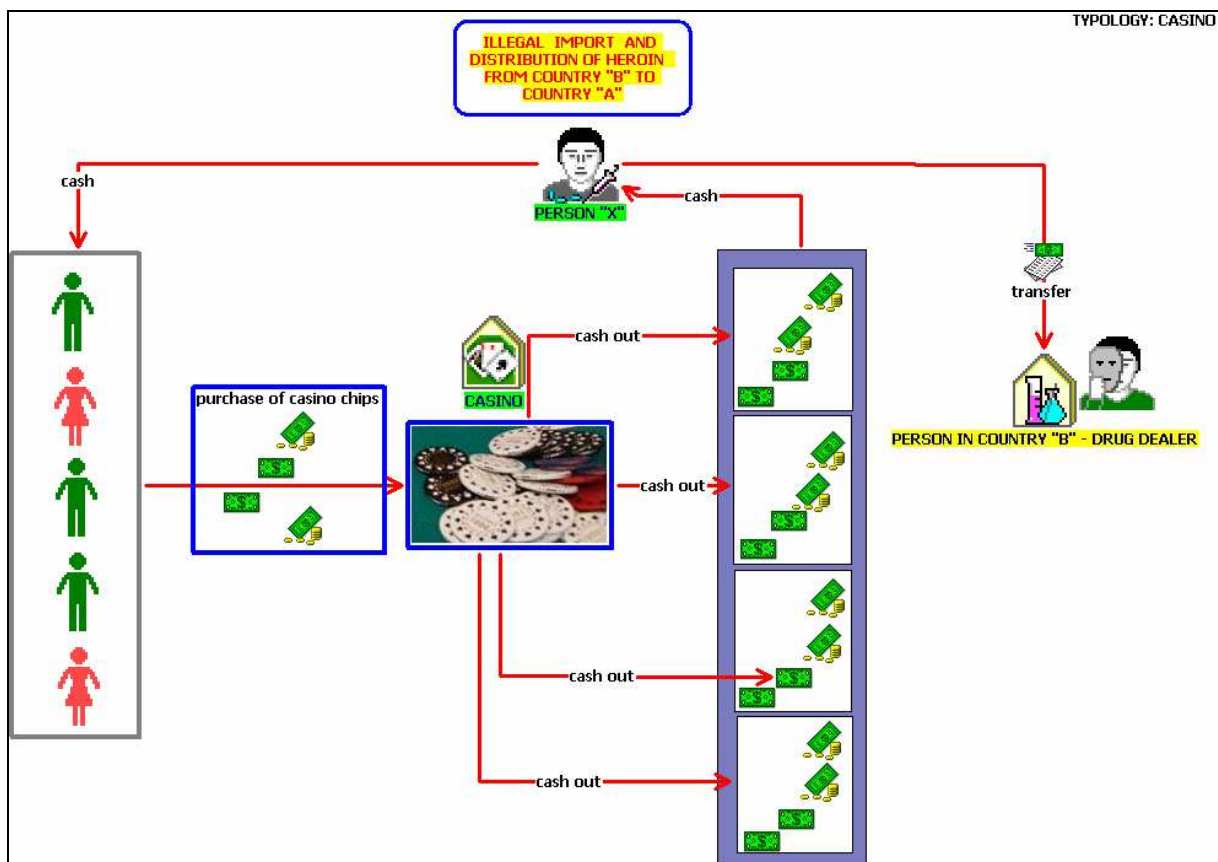 TYPOLOGY: CASINO
ILLEGAL IMPORT AND
DISTRIBUTION OF HEROIN
FROM COUNTRY "B" TO
COUNTRY "A"
cash
PERSON "X"
cash
transfer
cash out
purchase of casino chips
CASINO
PERSON IN COUNTRY "B" - DRUG DEALER
cash out
cash out
cash out